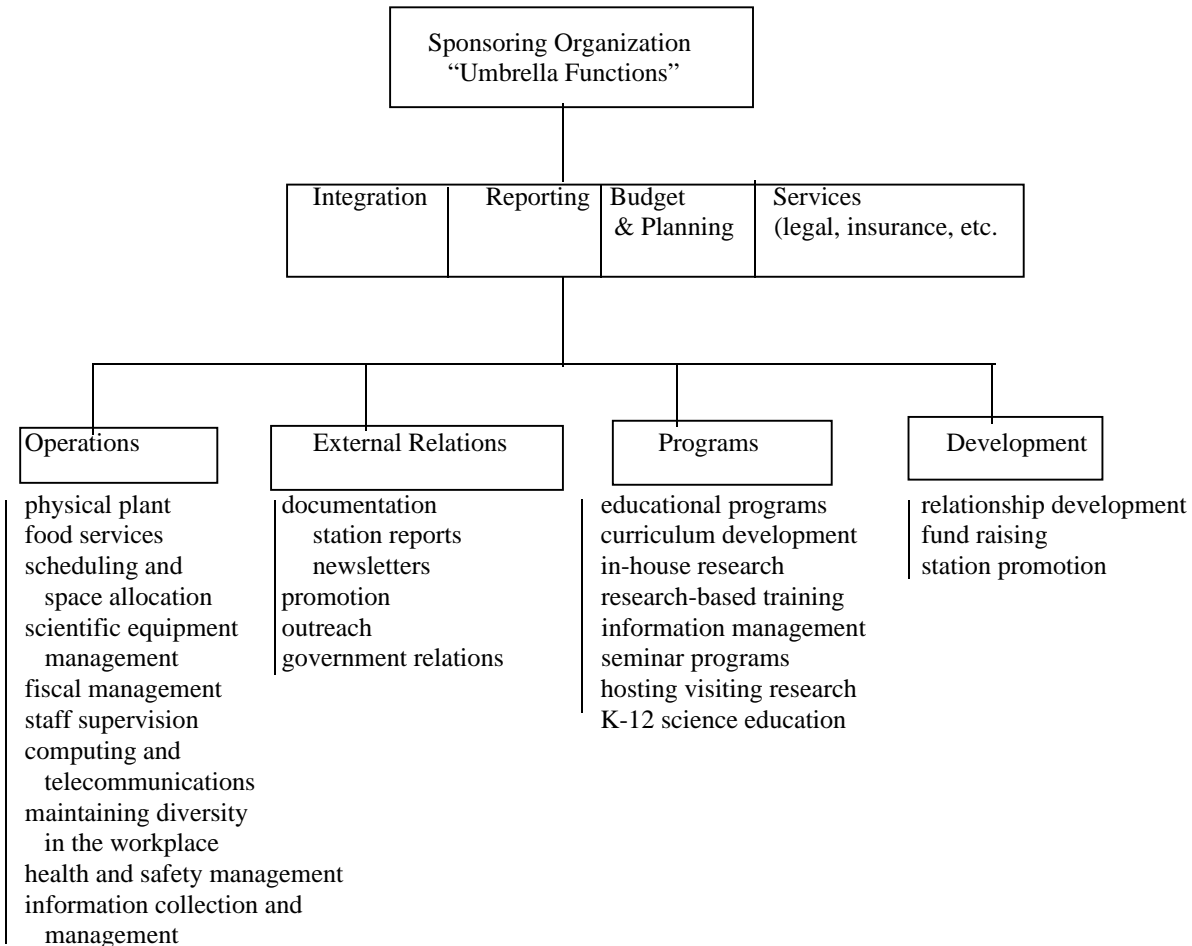 Sponsoring Organization
“Umbrella Functions”
Integration
Reporting
Budget
& Planning
Services
(legal, insurance, etc.
Operations
physical plant
food services
scheduling and
space allocation
scientific equipment
management
fiscal management
staff supervision
computing and
telecommunications
maintaining diversity
in the workplace
health and safety management
information collection and
management
External Relations
documentation
station reports
newsletters
promotion
outreach
government relations
Programs
educational programs
curriculum development
in-house research
research-based training
information management
seminar programs
hosting visiting research
K-12 science education
Development
relationship development
fund raising
station promotion